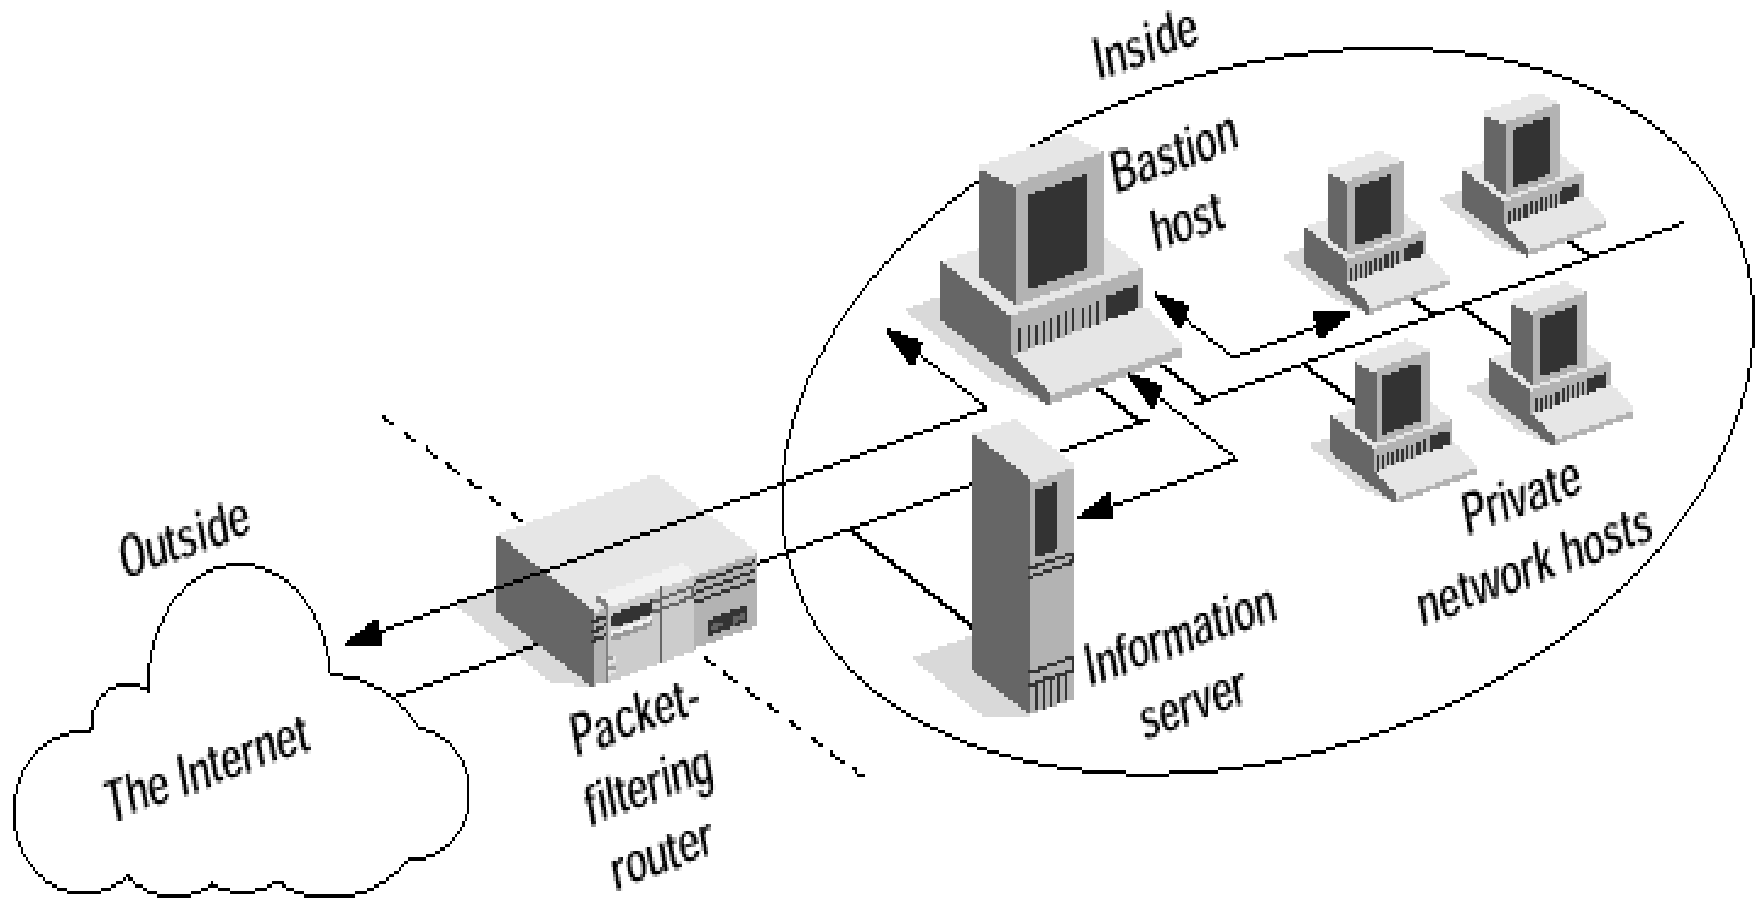 Inside
Bastion
host
Private
network hosts
Outside
Information
server
The Internet
Packet-
filtering
router